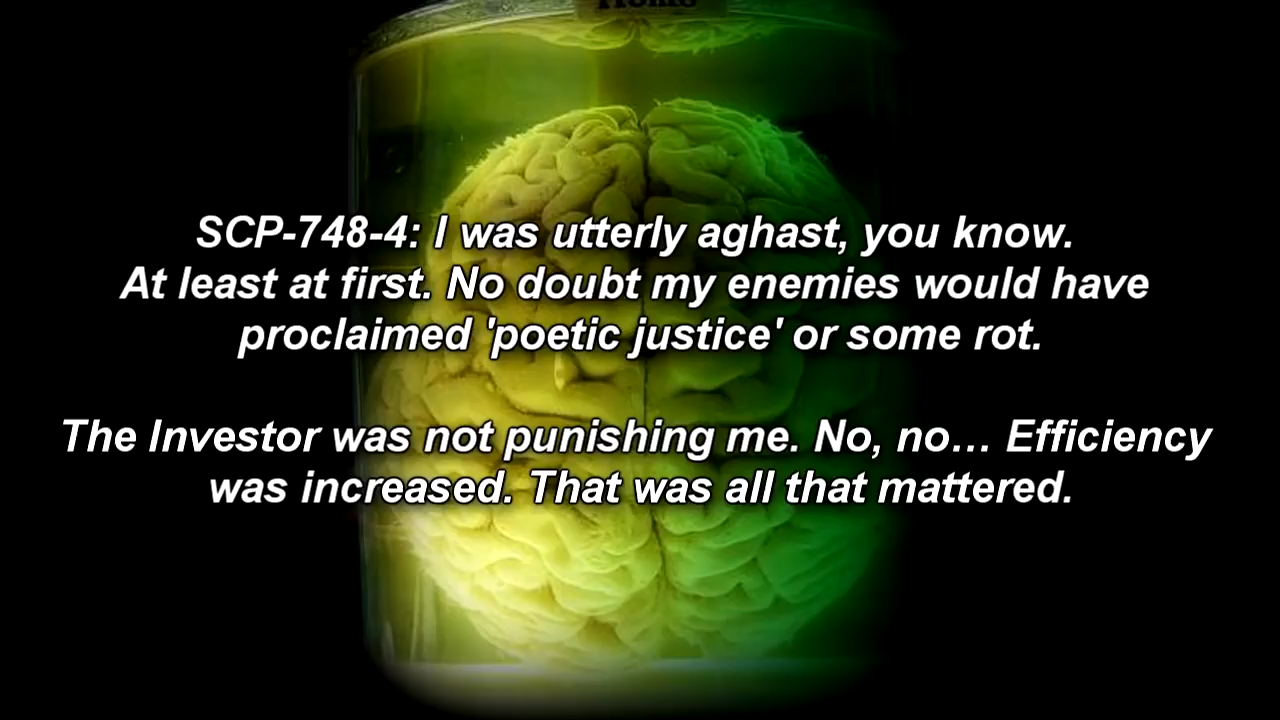 SCP-748-4: I was utterly aghast, you know.
At least at first. No doubt my enemies would have
proclaimed 'poetic justice' or some rot.
The Investor was not punishing me. No, no… Efficiency
was increased. That was all that mattered.